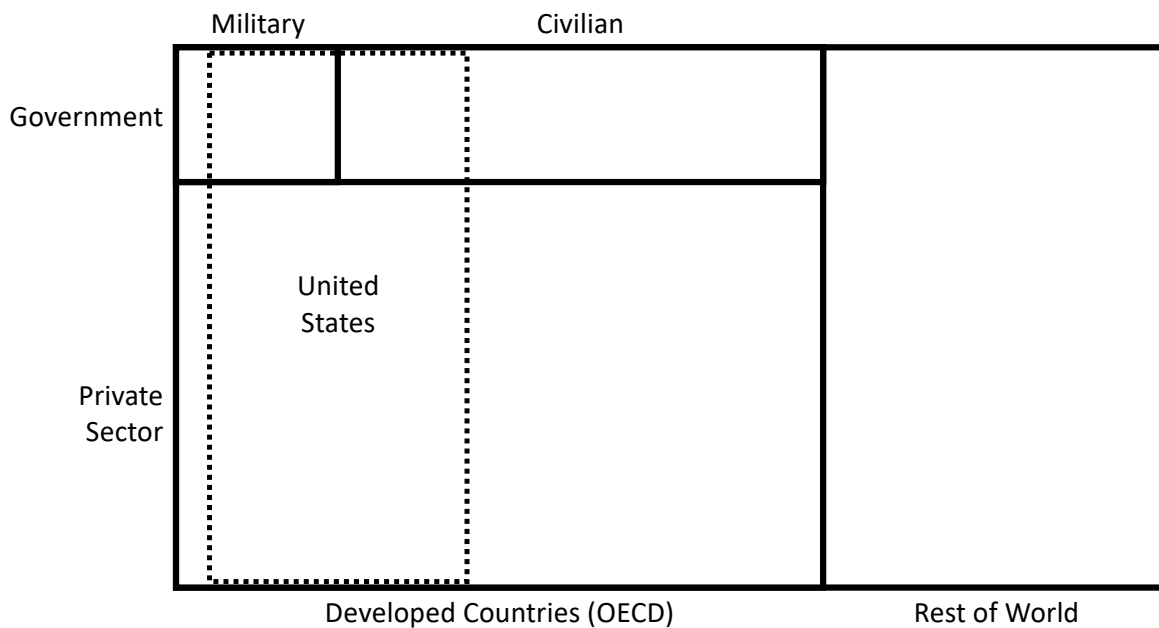 Military
Civilian
Government
United
States
Private
Sector
Developed Countries (OECD)
Rest of World